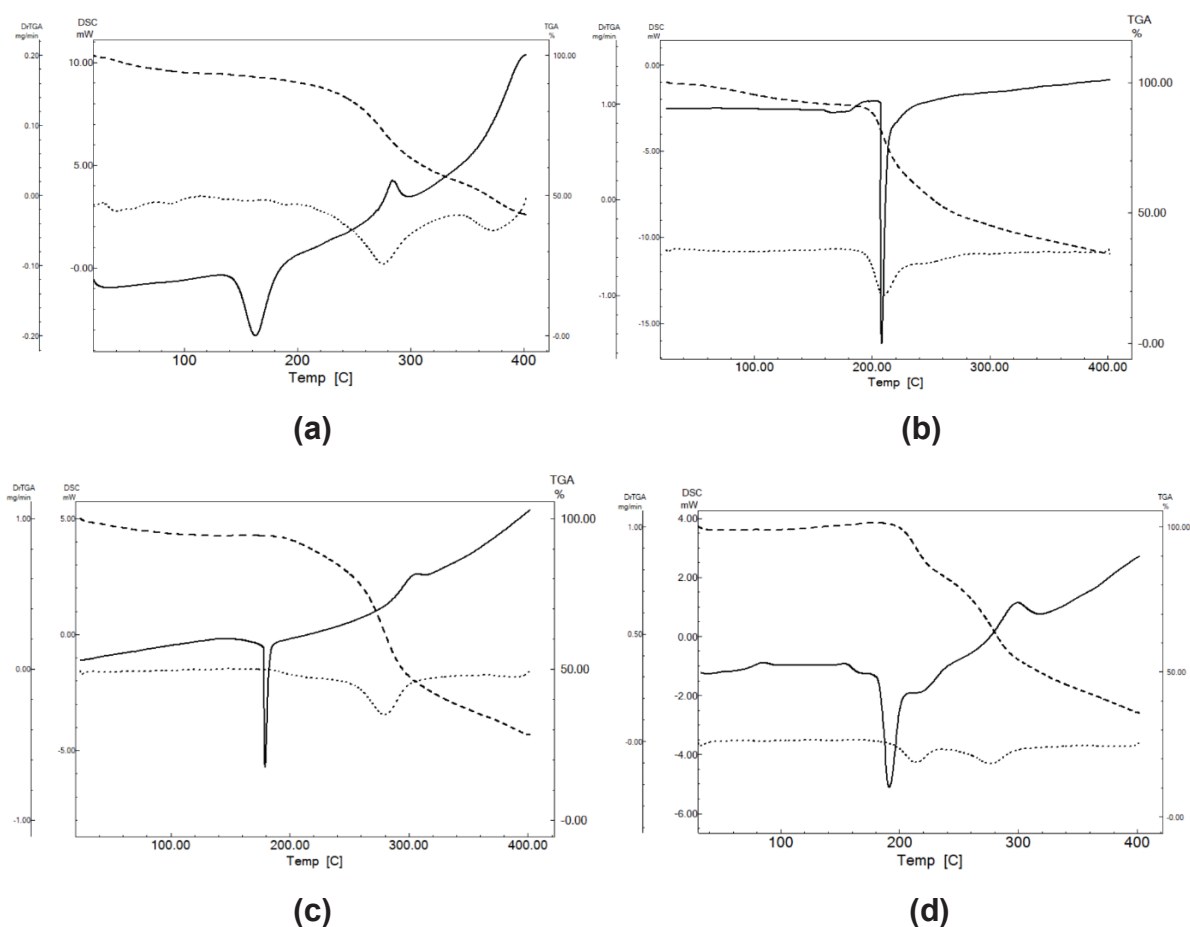 DrTGA DSC TGA
mg/min mW %
0.20 10.00 100.00
0.10
5.00
0.00 50.00
-0.10 -0.00
-0.20 -0.00
100 200 300 400
Temp [C]
(a)
DrTGA DSC TGA
mg/min mW %
0.00
1.00 100.00
-5.00
0.00
50.00
-10.00
-1.00
-15.00
-0.00
100.00 200.00 300.00 400.00
Temp [C]
(b)
DrTGA DSC TGA
mg/min mW %
1.00 5.00 100.00
0.00
0.00 50.00
-5.00
-1.00 -0.00
100.00 200.00 300.00 400.00
Temp [C]
(c)
DrTGA DSC TGA
mg/min mW %
4.00
1.00 100.00
2.00
0.50 0.00
50.00
-2.00
-0.00
-4.00
-6.00 -0.00
100 200 300 400
Temp [C]
(d)